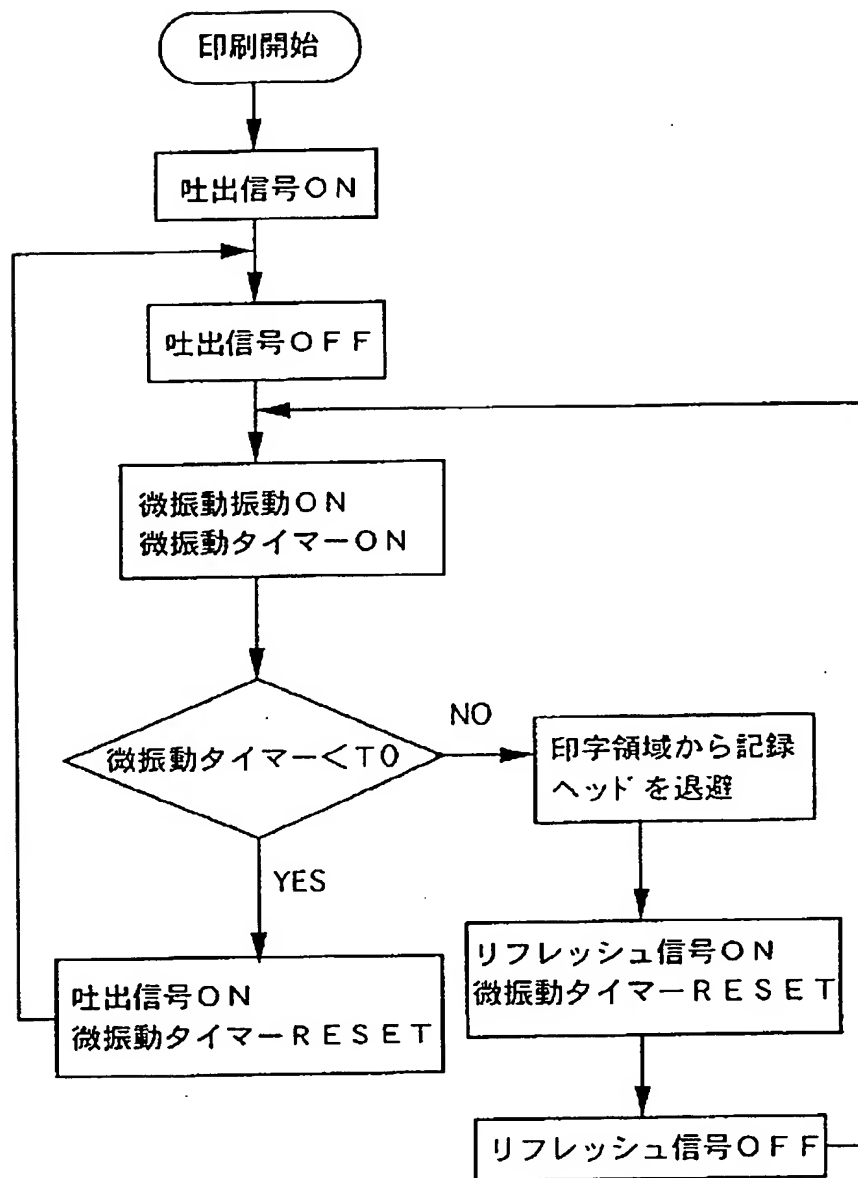 印刷開始
吐出信号ON
吐出信号OFF
微振動振動ON
微振動タイマーON
微振動タイマー<T0
NO
印字領域から記録
ヘッドを退避
YES
吐出信号ON
微振動タイマーRESET
リフレッシュ信号ON
微振動タイマーRESET
リフレッシュ信号OFF